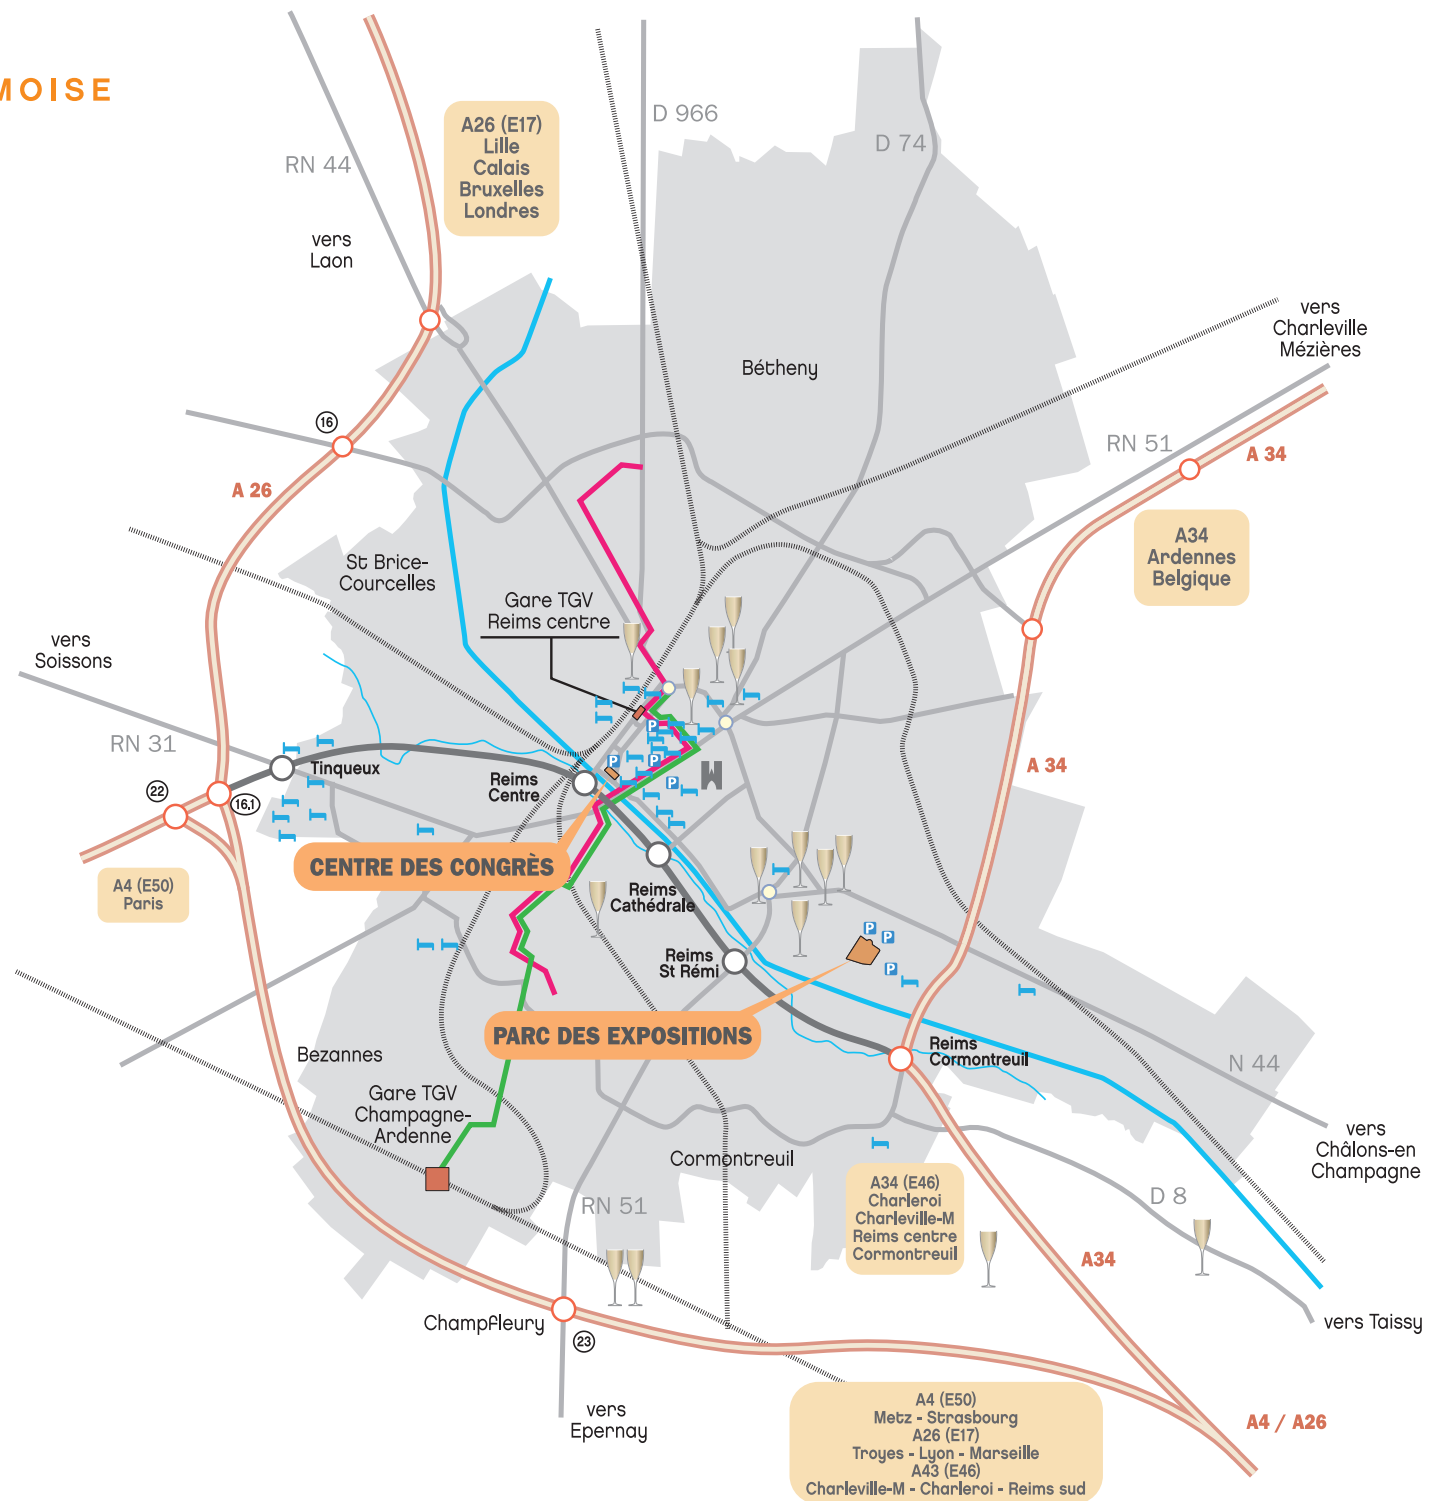 MOISE
D 966
D 74
RN 44
A26 (E17)
Lille
Calais
Bruxelles
Londres
vers
Laon
vers
Charleville
Mézières
Bétheny
16
RN 51
A 34
A 26
A34
Ardennes
Belgique
St Brice-
Courcelles
Gare TGV
Reims centre
vers
Soissons
RN 31
Tinqueux
Reims
Centre
A 34
22
16.1
P
P
P
P
CENTRE DES CONGRÈS
A4 (E50)
Paris
Reims
Cathédrale
Reims
St Rémi
P
P
P
PARC DES EXPOSITIONS
Reims
Cormontreuil
Bezannes
N 44
Gare TGV
Champagne-
Ardenne
vers
Châlons-en
Champagne
Cormontreuil
A34 (E46)
Charleroi
Charleville-M
Reims centre
Cormontreuil
D 8
RN 51
A34
Champfleury
23
vers Taissy
vers
Epernay
A4 (E50)
Metz - Strasbourg
A26 (E17)
Troyes - Lyon - Marseille
A43 (E46)
Charleville-M - Charleroi - Reims sud
A4 / A26